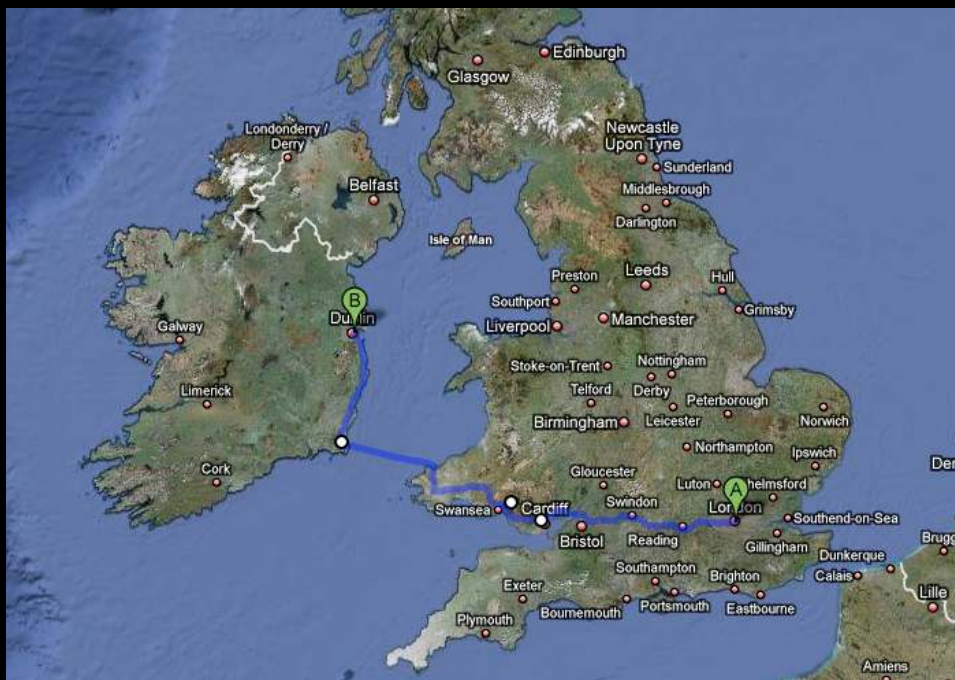 Edinburgh
Glasgow
Londonderry /
Derry
Newcastle
Upon Tyne
Sunderland
Belfast
Middlesbrough
Darlington
Isle of Man
Preston
Leeds
Hull
B
Southport
Grimsby
Dublin
Liverpool
Manchester
Galway
Stoke-on-Trent
Nottingham
Derby
Limerick
Telford
Peterborough
Norwich
Birmingham
Leicester
Northampton
Ipswich
Cork
Gloucester
Luton
A
helmsford
Den
Swansea
Cardiff
Swindon
London
Southend-on-Sea
Bristol
Reading
Gillingham
Brugg
Dunkerque
Southampton
Brighton
Calais
Exeter
Bournemouth
Portsmouth
Eastbourne
Lille
Plymouth
Amiens